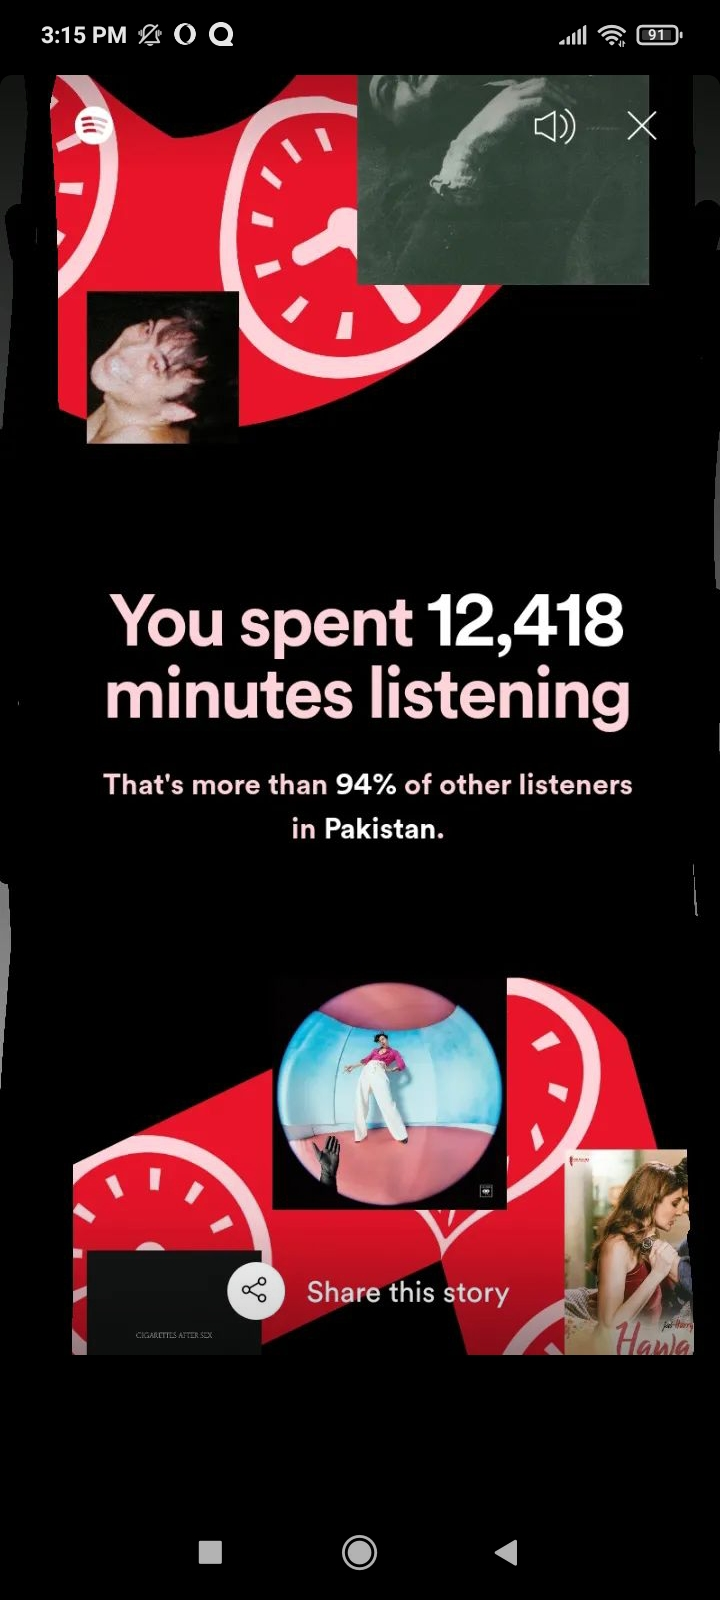 3:15 PM
91
You spent 12,418
minutes listening
That's more than 94% of other listeners
in Pakistan.
CIGARETTES AFTER SEX
Share this story
Hawa